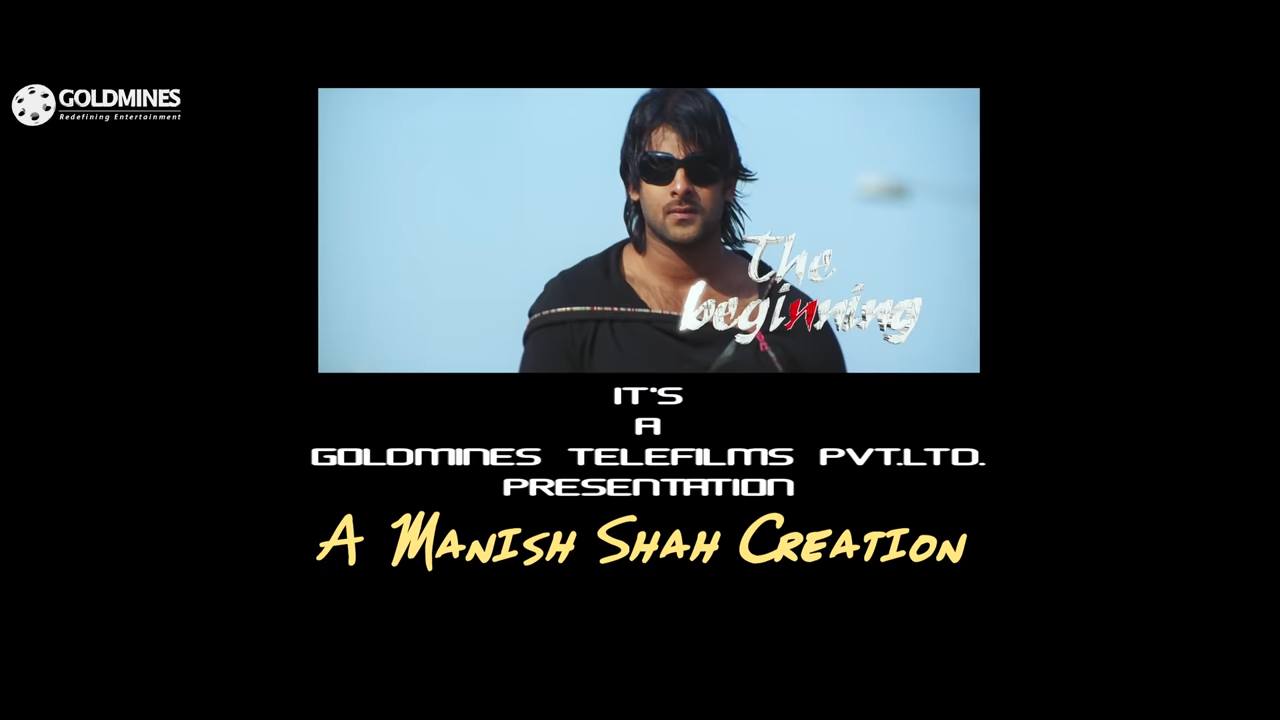 GOLDMINES
Redefining Entertainment
The
beginning
IT'S
A
GOLDMINES TELEFILMS PVT.LTD.
PRESENTATION
A MANISH SHAH CREATION